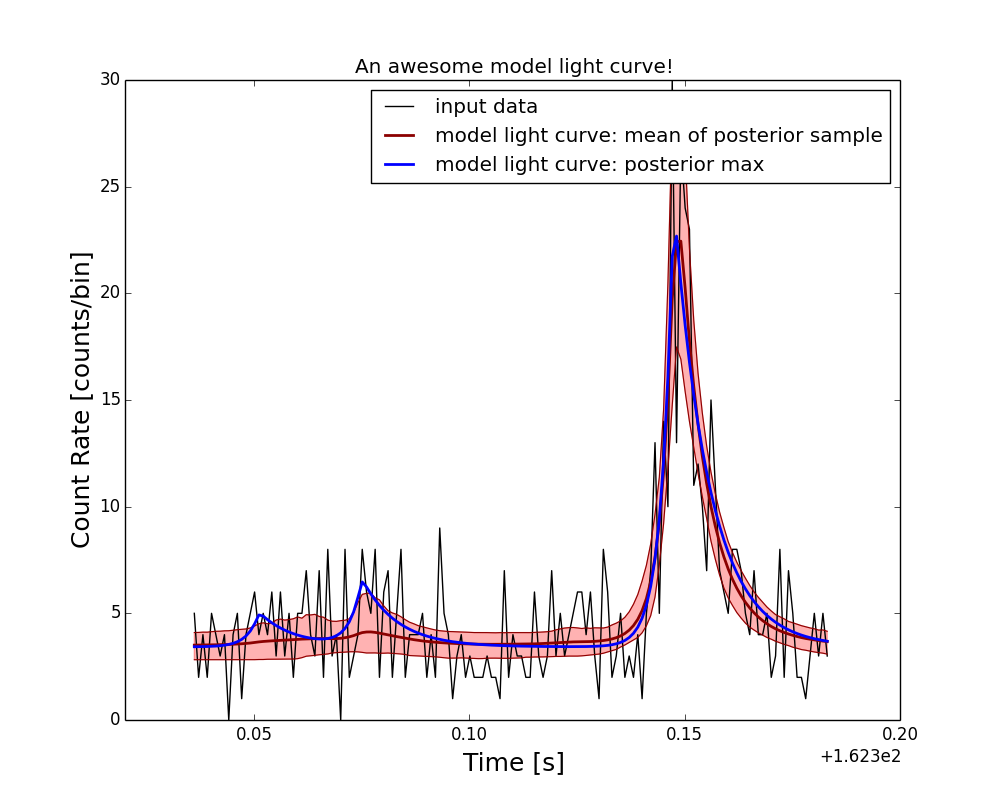 An awesome model light curve!
input data
model light curve: mean of posterior sample
model light curve: posterior max
Count Rate [counts/bin]
30
25
20
15
10
5
0
0.05 0.10 0.15 0.20
+1.623e2
Time [s]